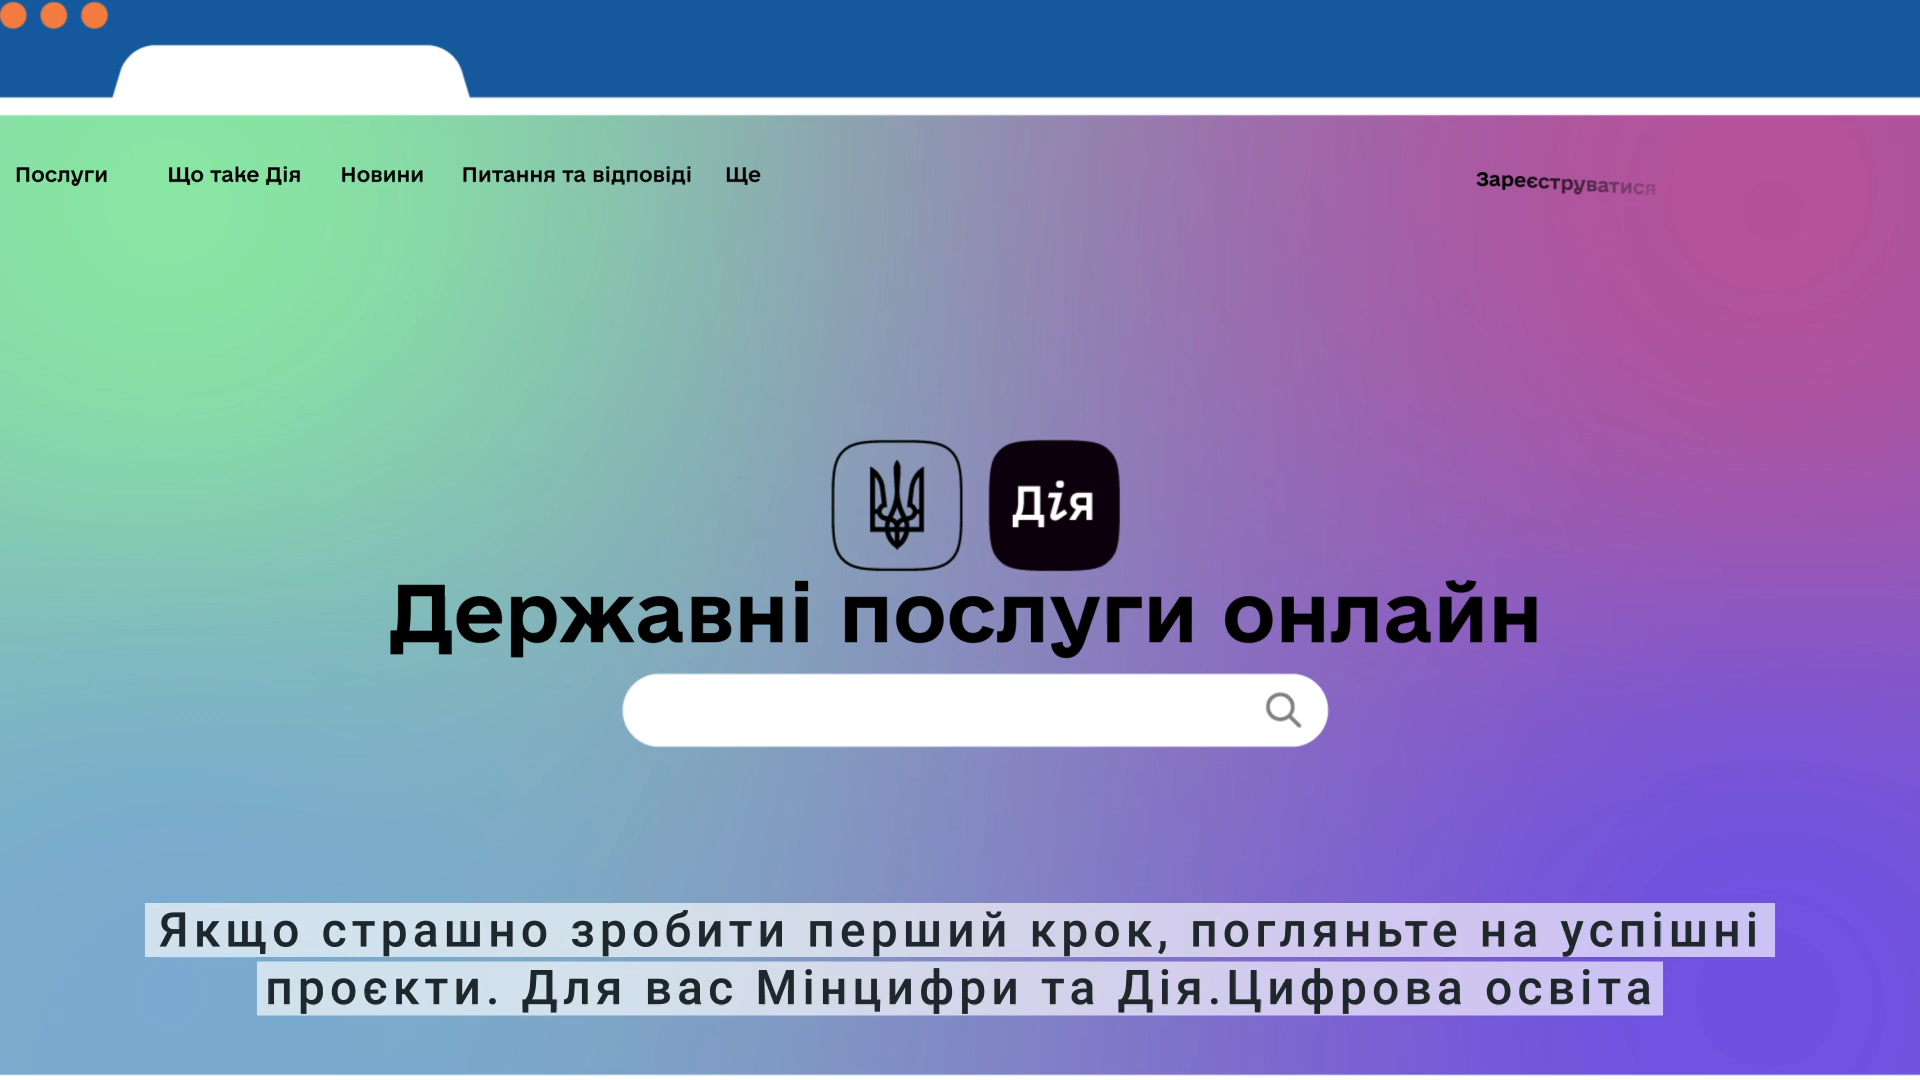 Послуги Що таке Дія Новини Питання та відповіді Ще Зареєструватися
Дія
Державні послуги онлайн
Якщо страшно зробити перший крок, погляньте на успішні
проєкти. Для вас Мінцифри та Дія.Цифрова освіта